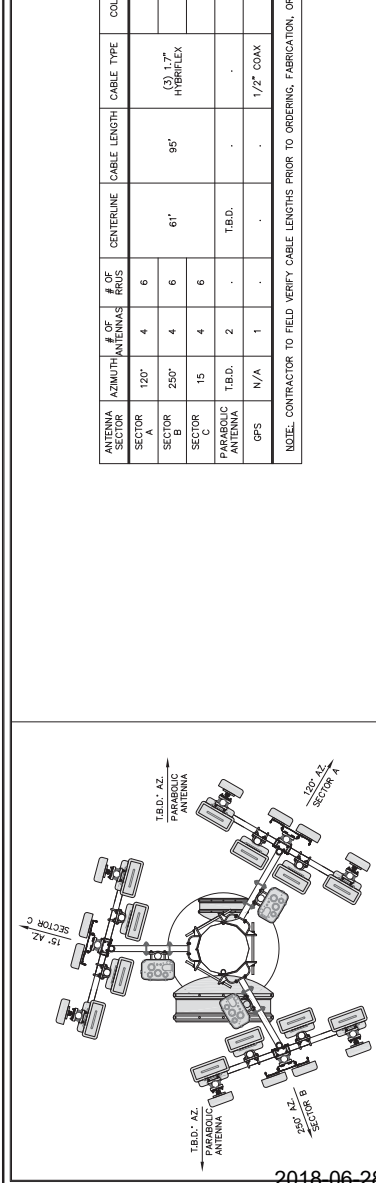 ANTENNA SECTOR AZIMUTH # OF ANTENNAS # OF RRUS CENTERLINE CABLE LENGTH CABLE TYPE
SECTOR A 120° 4 6
SECTOR B 250° 4 6 61' 95' (3) 1.7" HYBRIFLEX
SECTOR C 15 4 6
PARABOLIC ANTENNA T.B.D. 2 . T.B.D. . .
GPS N/A 1 . . . 1/2" COAX
NOTE: CONTRACTOR TO FIELD VERIFY CABLE LENGTHS PRIOR TO ORDERING, FABRICATION,
15° AZ.
SECTOR C
T.B.D.° AZ.
PARABOLIC
ANTENNA
120° AZ.
SECTOR A
T.B.D.° AZ.
PARABOLIC
ANTENNA
250° AZ.
SECTOR B
2018-06-28